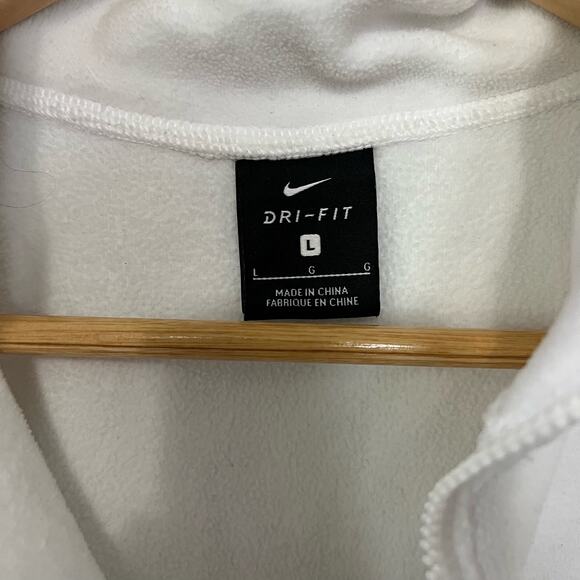 DRI-FIT
L
L G G
MADE IN CHINA
FABRIQUE EN CHINE